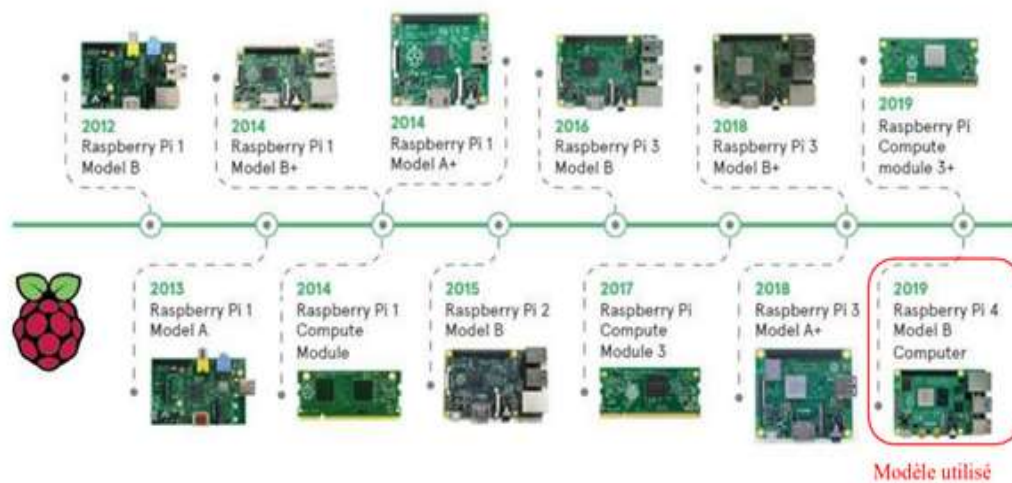 2012
Raspberry Pi 1
Model B
2014
Raspberry Pi 1
Model B+
2014
Raspberry Pi 1
Model A+
2016
Raspberry Pi 3
Model B
2018
Raspberry Pi 3
Model B+
2019
Raspberry Pi
Compute
module 3+
2013
Raspberry Pi 1
Model A
2014
Raspberry Pi 1
Compute
Module
2015
Raspberry Pi 2
Model B
2017
Raspberry Pi
Compute
Module 3
2018
Raspberry Pi 3
Model A+
2019
Raspberry Pi 4
Model B
Computer
Modèle utilisé